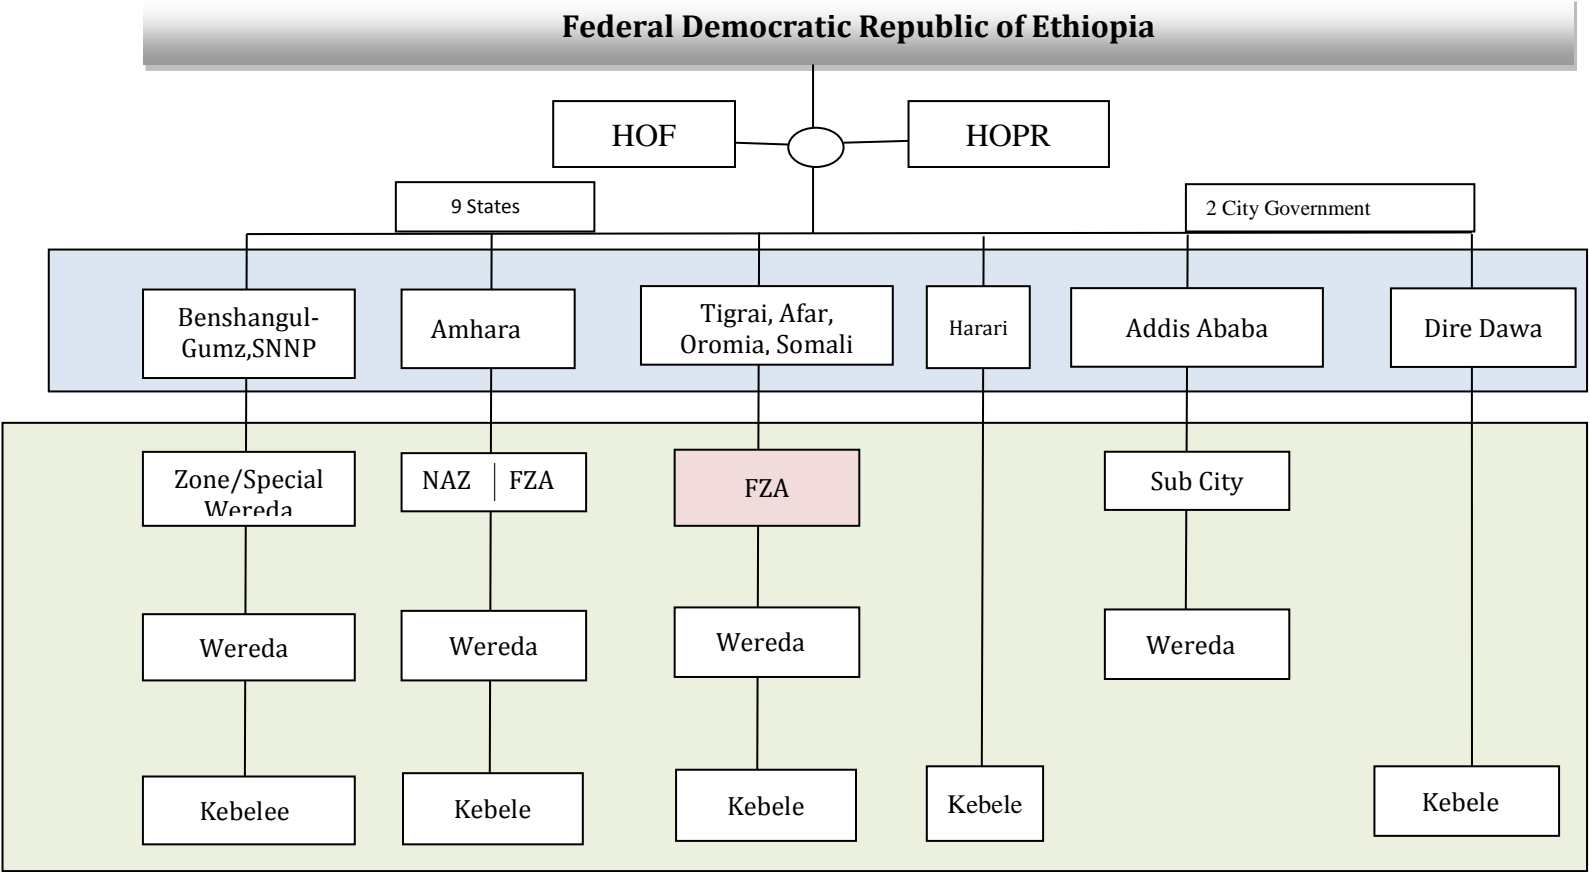 Federal Democratic Republic of Ethiopia
HOF
HOPR
9 States
2 City Government
Benshangul-
Gumz,SNNP
Amhara
Tigrai, Afar,
Oromia, Somali
Harari
Addis Ababa
Dire Dawa
Zone/Special
Wereda
NAZ
FZA
FZA
Sub City
Wereda
Wereda
Wereda
Wereda
Kebelee
Kebele
Kebele
Kebele
Kebele